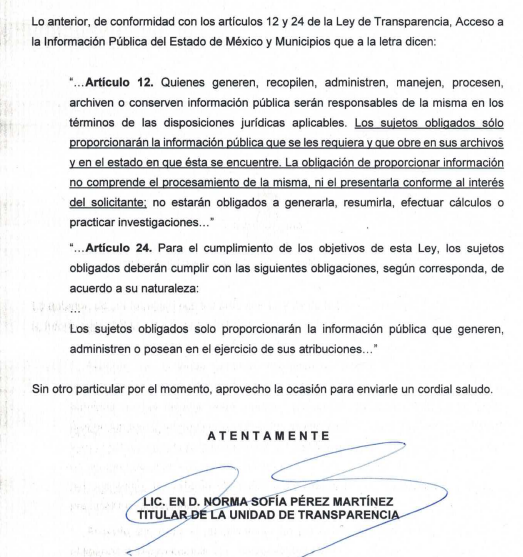 Lo anterior, de conformidad con los artículos 12 y 24 de la Ley de Transparencia, Acceso a
la Información Pública del Estado de México y Municipios que a la letra dicen:
“...Artículo 12. Quienes generen, recopilen, administren, manejen, procesen,
archiven o conserven información pública serán responsables de la misma en los
términos de las disposiciones jurídicas aplicables. Los sujetos obligados sólo
proporcionarán la información pública que se les requiera y que obre en sus archivos
y en el estado en que ésta se encuentre. La obligación de proporcionar información
no comprende el procesamiento de la misma, ni el presentarla conforme al interés
del solicitante; no estarán obligados a generarla, resumirla, efectuar cálculos o
practicar investigaciones...”
“...Artículo 24. Para el cumplimiento de los objetivos de esta Ley, los sujetos
obligados deberán cumplir con las siguientes obligaciones, según corresponda, de
acuerdo a su naturaleza:
...
Los sujetos obligados solo proporcionarán la información pública que generen,
administren o posean en el ejercicio de sus atribuciones...”
Sin otro particular por el momento, aprovecho la ocasión para enviarle un cordial saludo.
A T E N T A M E N T E
LIC. EN D. NORMA SOFÍA PÉREZ MARTÍNEZ
TITULAR DE LA UNIDAD DE TRANSPARENCIA